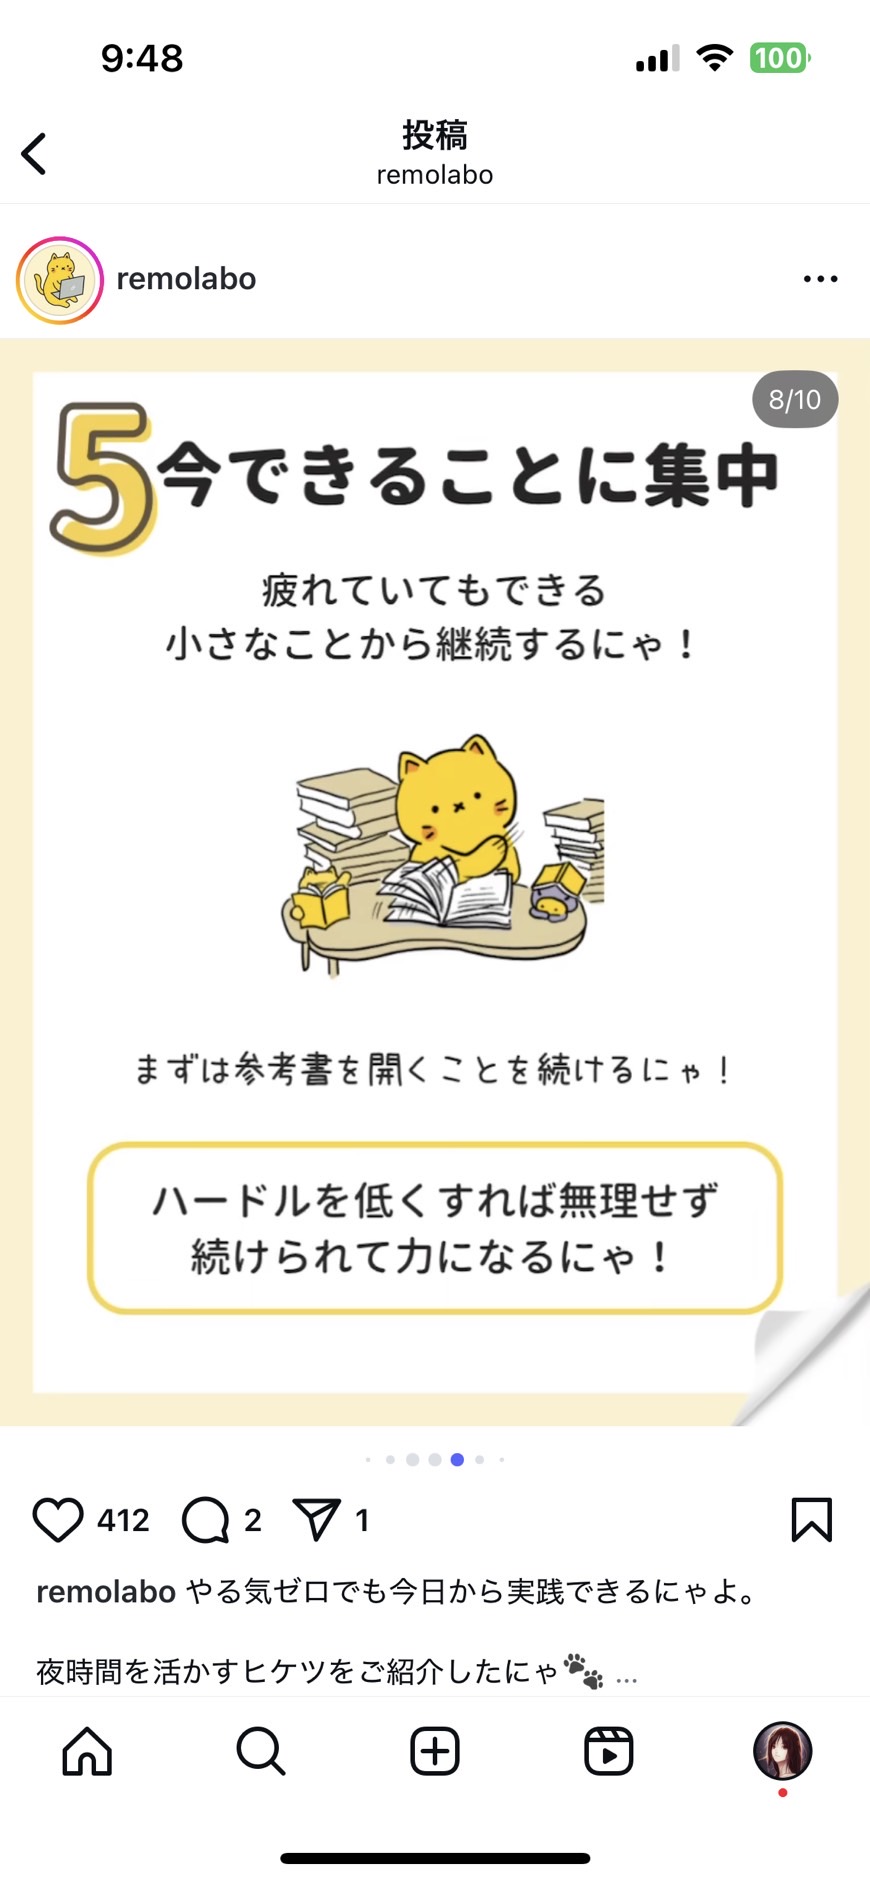 9:48
100
投稿
remolabo
remolabo
8/10
5 今できることに集中
疲れていてもできる
小さなことから継続するにゃ！
まずは参考書を開くことを続けるにゃ！
ハードルを低くすれば無理せず
続けられて力になるにゃ！
412 2 1
remolabo やる気ゼロでも今日から実践できるにゃよ。
夜時間を活かすヒケツをご紹介したにゃ🐾 ...